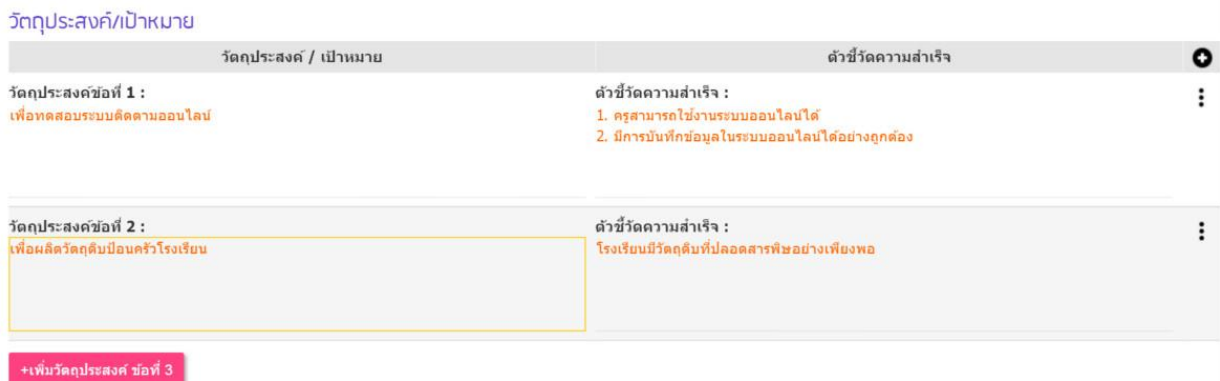 วัตถุประสงค์/เป้าหมาย
วัตถุประสงค์ / เป้าหมาย
ตัวชี้วัดความสำเร็จ
วัตถุประสงค์ข้อที่ 1 :
เพื่อทดสอบระบบติดตามออนไลน์
ตัวชี้วัดความสำเร็จ :
1. ครูสามารถใช้งานระบบออนไลน์ได้
2. มีการบันทึกข้อมูลในระบบออนไลน์ได้อย่างถูกต้อง
วัตถุประสงค์ข้อที่ 2 :
เพื่อผลิตวัตถุดิบป้อนครัวโรงเรียน
ตัวชี้วัดความสำเร็จ :
โรงเรียนมีวัตถุดิบที่ปลอดสารพิษอย่างเพียงพอ
+เพิ่มวัตถุประสงค์ ข้อที่ 3